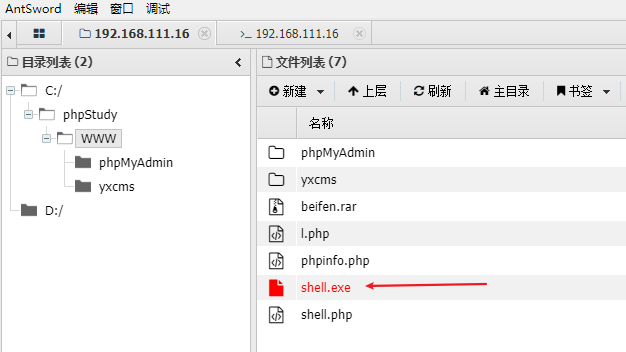 AntSword 编辑 窗口 调试
192.168.111.16 >_ 192.168.111.16
目录列表 (2)
C:/
phpStudy
WWW
phpMyAdmin
yxcms
D:/
文件列表 (7)
新建 上层 刷新 主目录 书签
名称
phpMyAdmin
yxcms
beifen.rar
l.php
phpinfo.php
shell.exe
shell.php